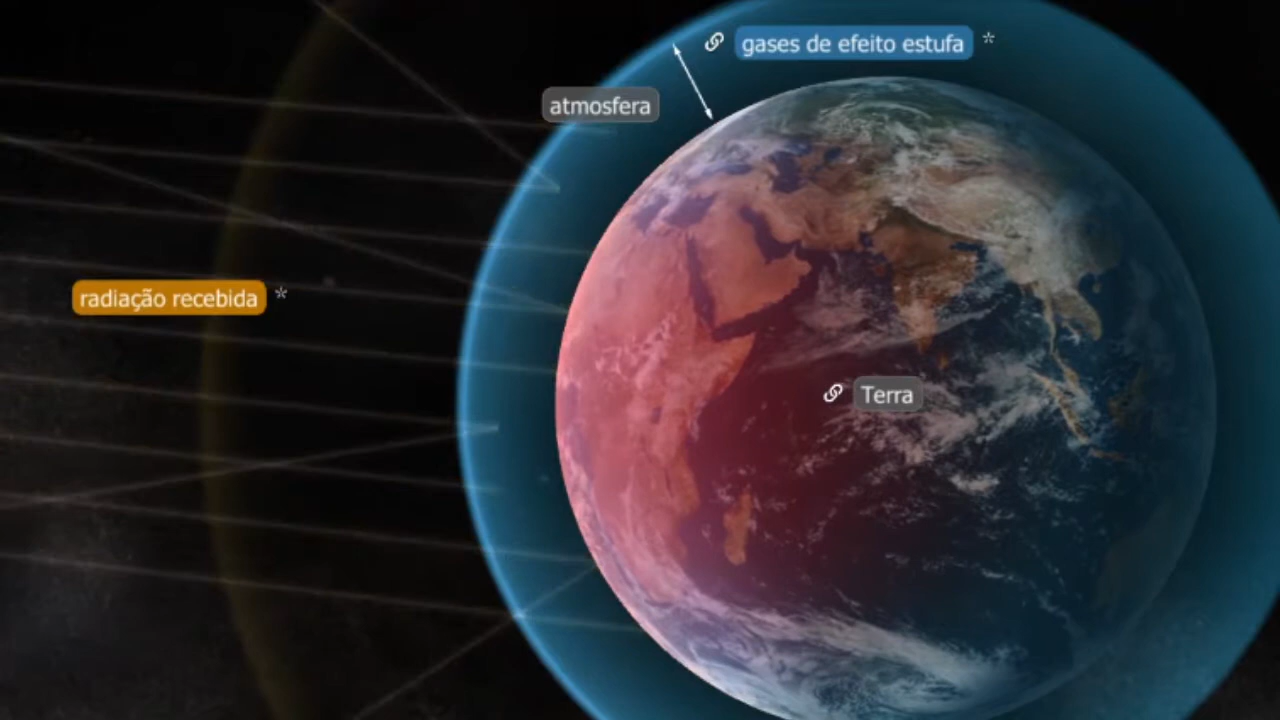 gases de efeito estufa *
atmosfera
radiação recebida *
Terra